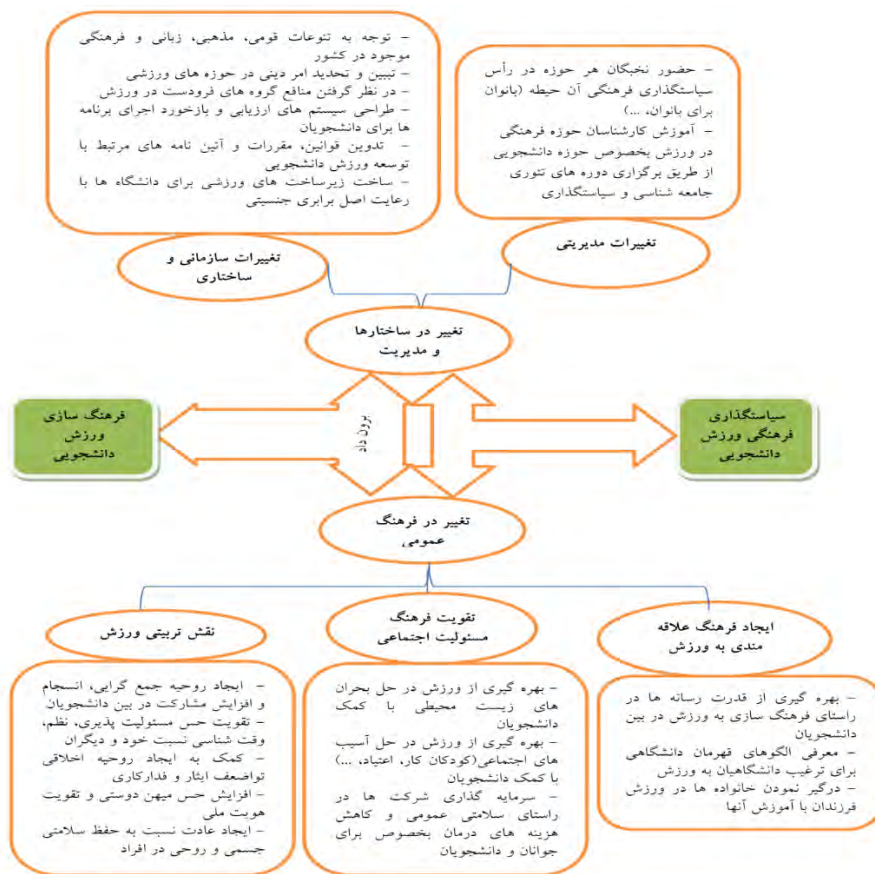 - توجه به تنوعات قومی، مذهبی، زبانی و فرهنگی
موجود در کشور
- تبیین و تحدید امر دینی در حوزه های ورزشی
- در نظر گرفتن منافع گروه های فرودست در ورزش
- طراحی سیستم های ارزیابی و بازخورد اجرای برنامه
ها برای دانشجویان
- تدوین قوانین، مقررات و آئین نامه های مرتبط با
توسعه ورزش دانشجویی
- ساخت زیرساخت های ورزشی برای دانشگاه ها با
رعایت اصل برابری جنسیتی
- حضور نخبگان هر حوزه در رأس
سیاستگذاری فرهنگی آن حیطه (بانوان
برای بانوان، ...)
- آموزش کارشناسان حوزه فرهنگی
در ورزش بخصوص حوزه دانشجویی
از طریق برگزاری دوره های تئوری
جامعه شناسی و سیاستگذاری
تغییرات مدیریتی
تغییرات سازمانی و
ساختاری
تغییر در ساختارها
و مدیریت
سیاستگذاری
فرهنگی ورزش
دانشجویی
برون داد
فرهنگ سازی
ورزش
دانشجویی
تغییر در فرهنگ
عمومی
ایجاد فرهنگ علاقه
مندی به ورزش
تقویت فرهنگ
مسئولیت اجتماعی
نقش تربیتی ورزش
- بهره گیری از قدرت رسانه ها در
راستای فرهنگ سازی به ورزش در بین
دانشجویان
- معرفی الگوهای قهرمان دانشگاهی
برای ترغیب دانشگاهیان به ورزش
- درگیر نمودن خانواده ها در ورزش
فرزندان با آموزش آنها
- بهره گیری از ورزش در حل بحران
های زیست محیطی با کمک
دانشجویان
- بهره گیری از ورزش در حل آسیب
های اجتماعی(کودکان کار، اعتیاد، ...)
با کمک دانشجویان
- سرمایه گذاری شرکت ها در
راستای سلامتی عمومی و کاهش
هزینه های درمان بخصوص برای
جوانان و دانشجویان
- ایجاد روحیه جمع گرایی، انسجام
و افزایش مشارکت در بین دانشجویان
- تقویت حس مسئولیت پذیری، نظم،
وقت شناسی نسبت خود و دیگران
- کمک به ایجاد روحیه اخلاقی
تواضعف ایثار و فدارکاری
- افزایش حس میهن دوستی و تقویت
هویت ملی
- ایجاد عادت نسبت به حفظ سلامتی
جسمی و روحی در افراد